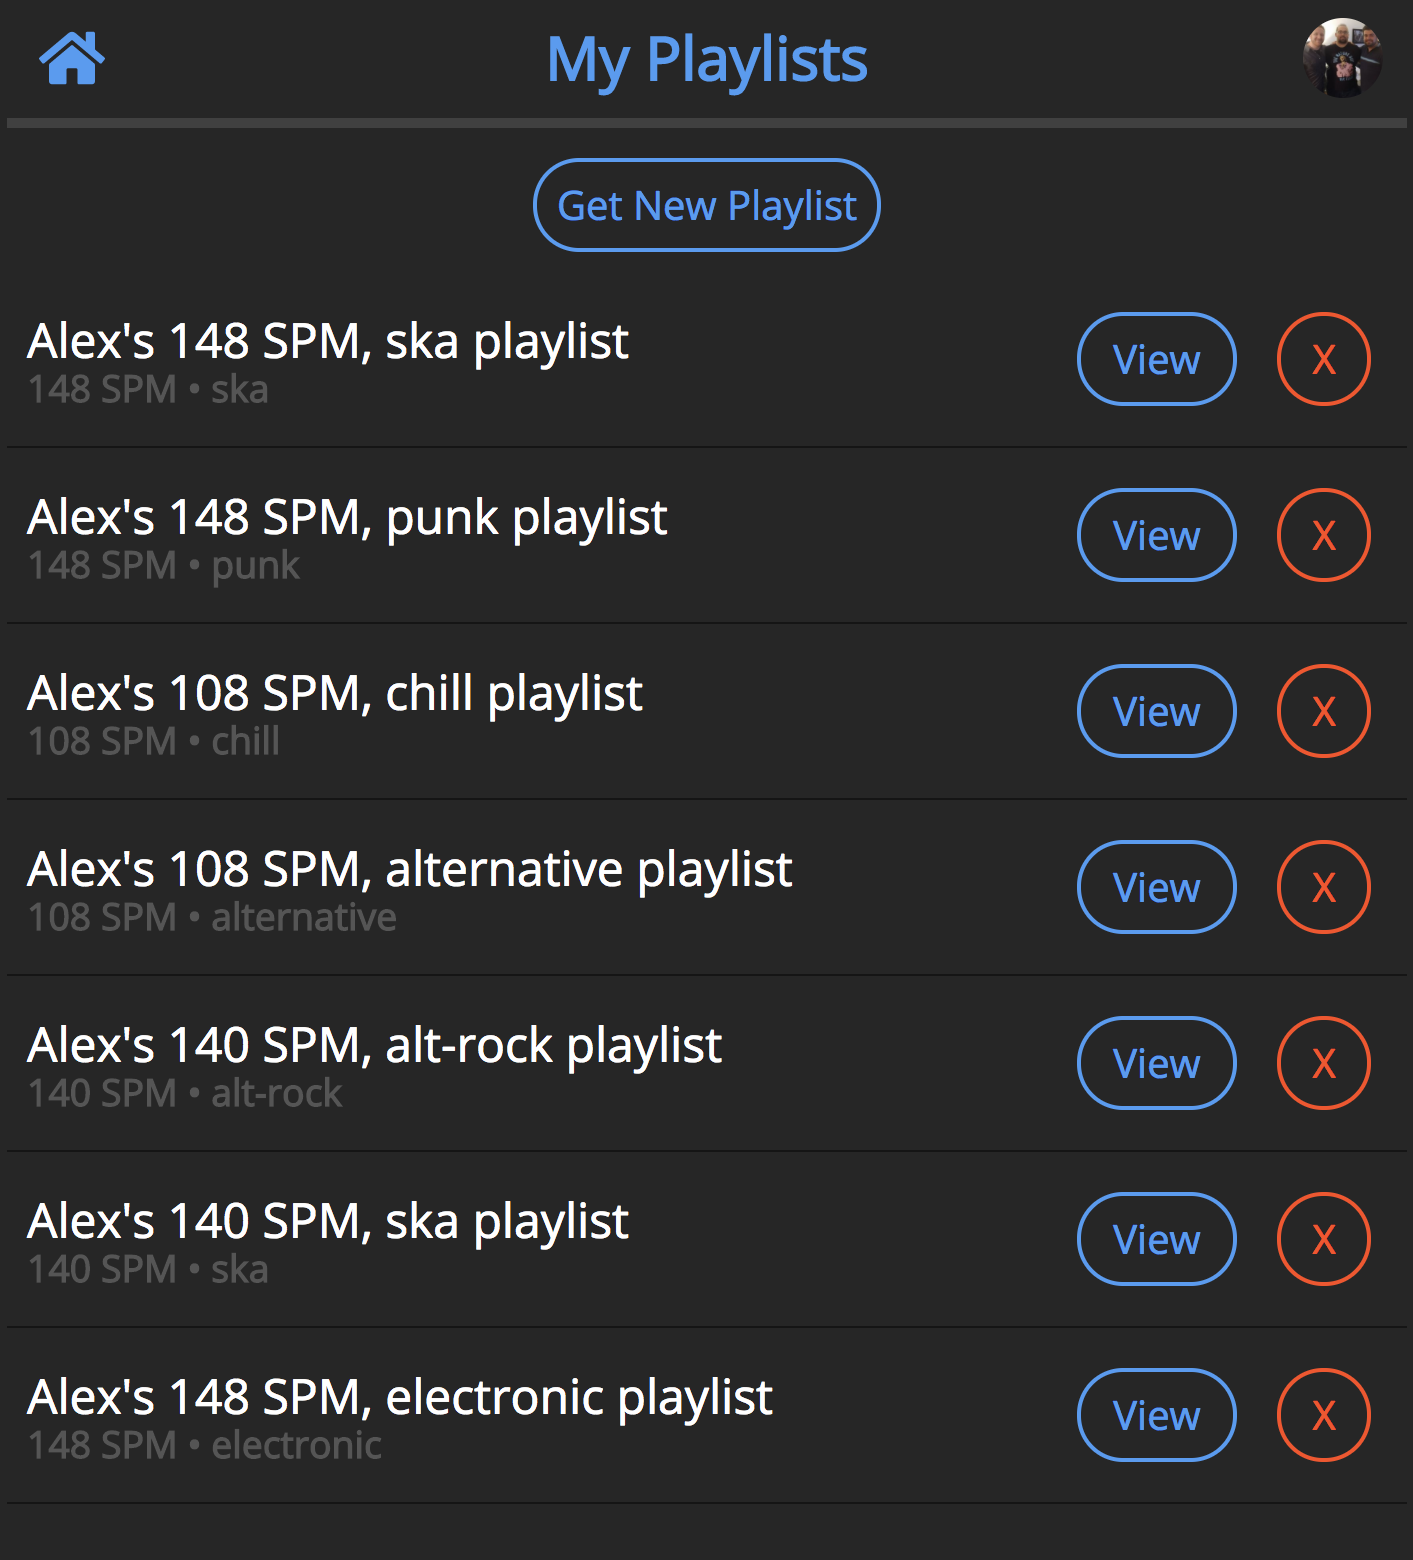 My Playlists
Get New Playlist
Alex's 148 SPM, ska playlist
148 SPM • ska
View
X
Alex's 148 SPM, punk playlist
148 SPM • punk
View
X
Alex's 108 SPM, chill playlist
108 SPM • chill
View
X
Alex's 108 SPM, alternative playlist
108 SPM • alternative
View
X
Alex's 140 SPM, alt-rock playlist
140 SPM • alt-rock
View
X
Alex's 140 SPM, ska playlist
140 SPM • ska
View
X
Alex's 148 SPM, electronic playlist
148 SPM • electronic
View
X